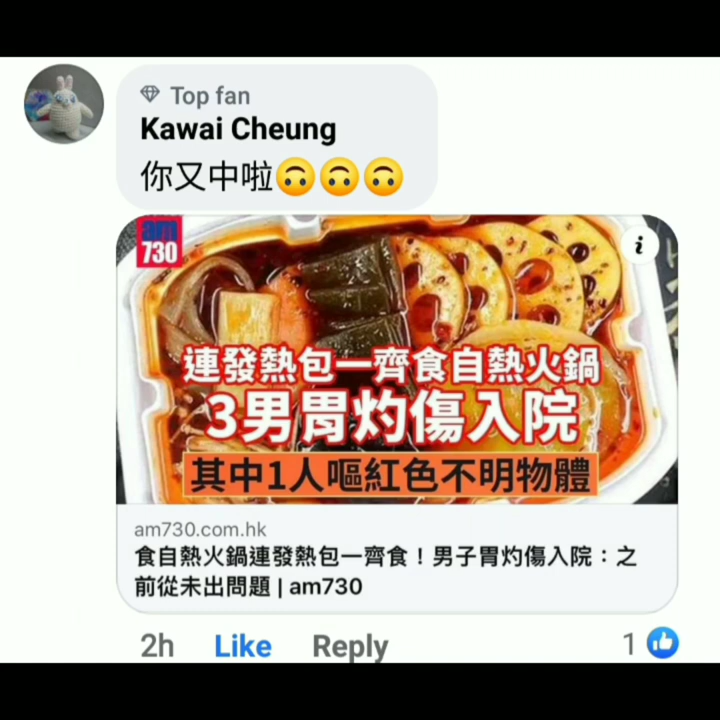 Top fan
Kawai Cheung
你又中啦🙃🙃🙃
am
730
i
連發熱包一齊食自熱火鍋
3男胃灼傷入院
其中1人嘔紅色不明物體
am730.com.hk
食自熱火鍋連發熱包一齊食！男子胃灼傷入院：之
前從未出問題 | am730
2h Like Reply 1